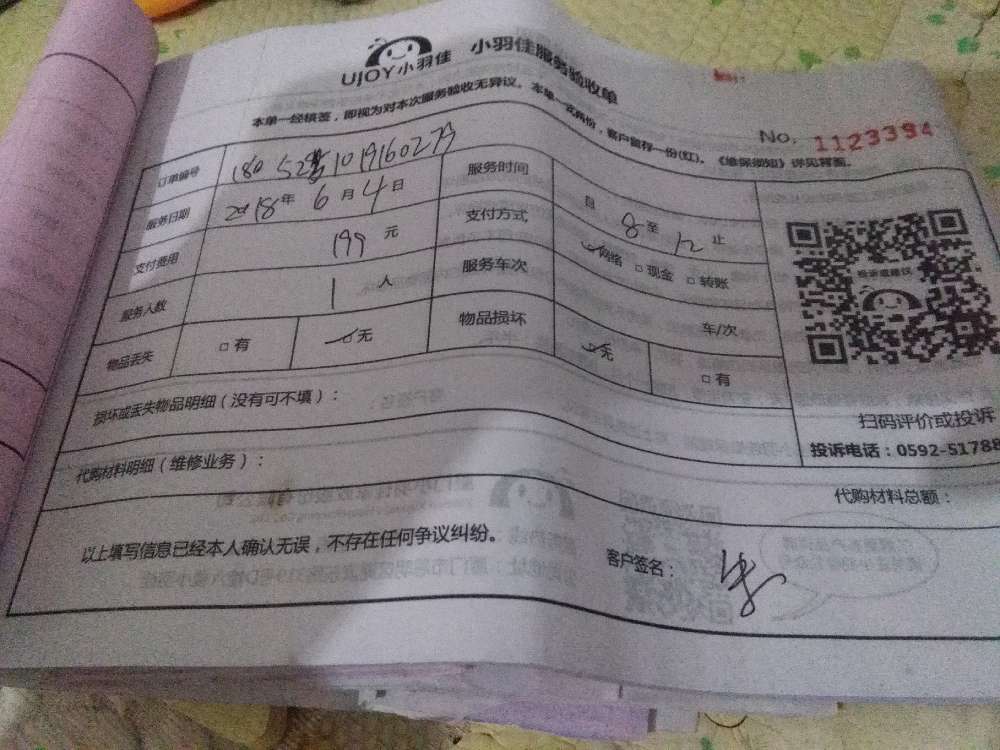 UJOY小羽佳 小羽佳服务验收单
本单一经核签,即视为对本次服务验收无异议。本单一式两份,客户留存一份(红)。《维保须知》详见背面。
No. 1123394
订单编号 服务时间 自 8 至 12 止
服务日期 2018年 6月4日 支付方式 ☑网络 □现金 □转账
支付费用 199 元 服务车次 车/次
服务人数 1 人 物品损坏 ☑无 □有
物品丢失 □有 ☑无
投诉或建议
扫码评价或投诉
投诉电话:0592-51788
损坏或丢失物品明细(没有可不填):
代购材料明细(维修业务):
代购材料总额:
以上填写信息已经本人确认无误,不存在任何争议纠纷。
客户签名: